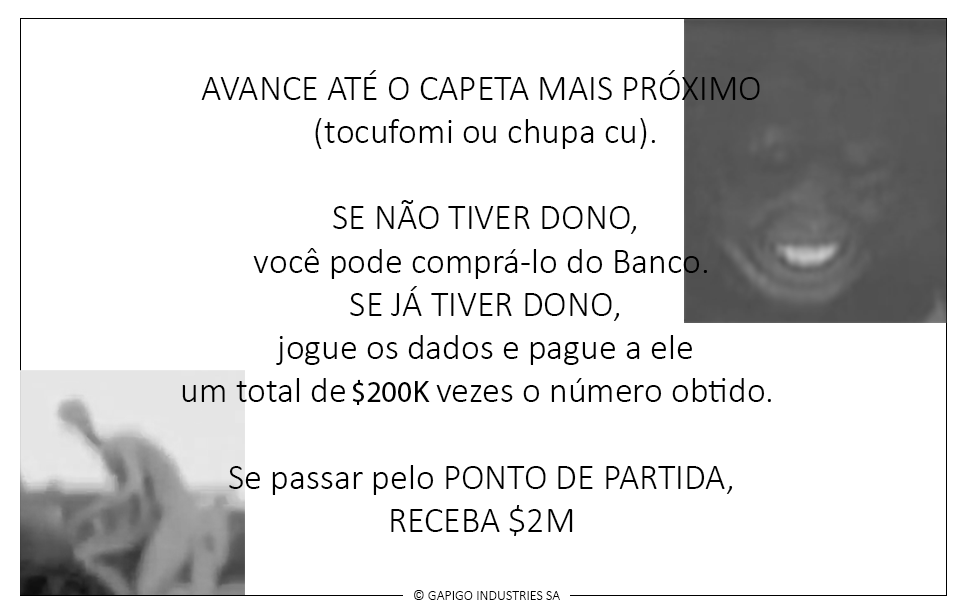 AVANCE ATÉ O CAPETA MAIS PRÓXIMO
(tocufomi ou chupa cu).
SE NÃO TIVER DONO,
você pode comprá-lo do Banco.
SE JÁ TIVER DONO,
jogue os dados e pague a ele
um total de $200K vezes o número obtido.
Se passar pelo PONTO DE PARTIDA,
RECEBA $2M
© GAPIGO INDUSTRIES SA